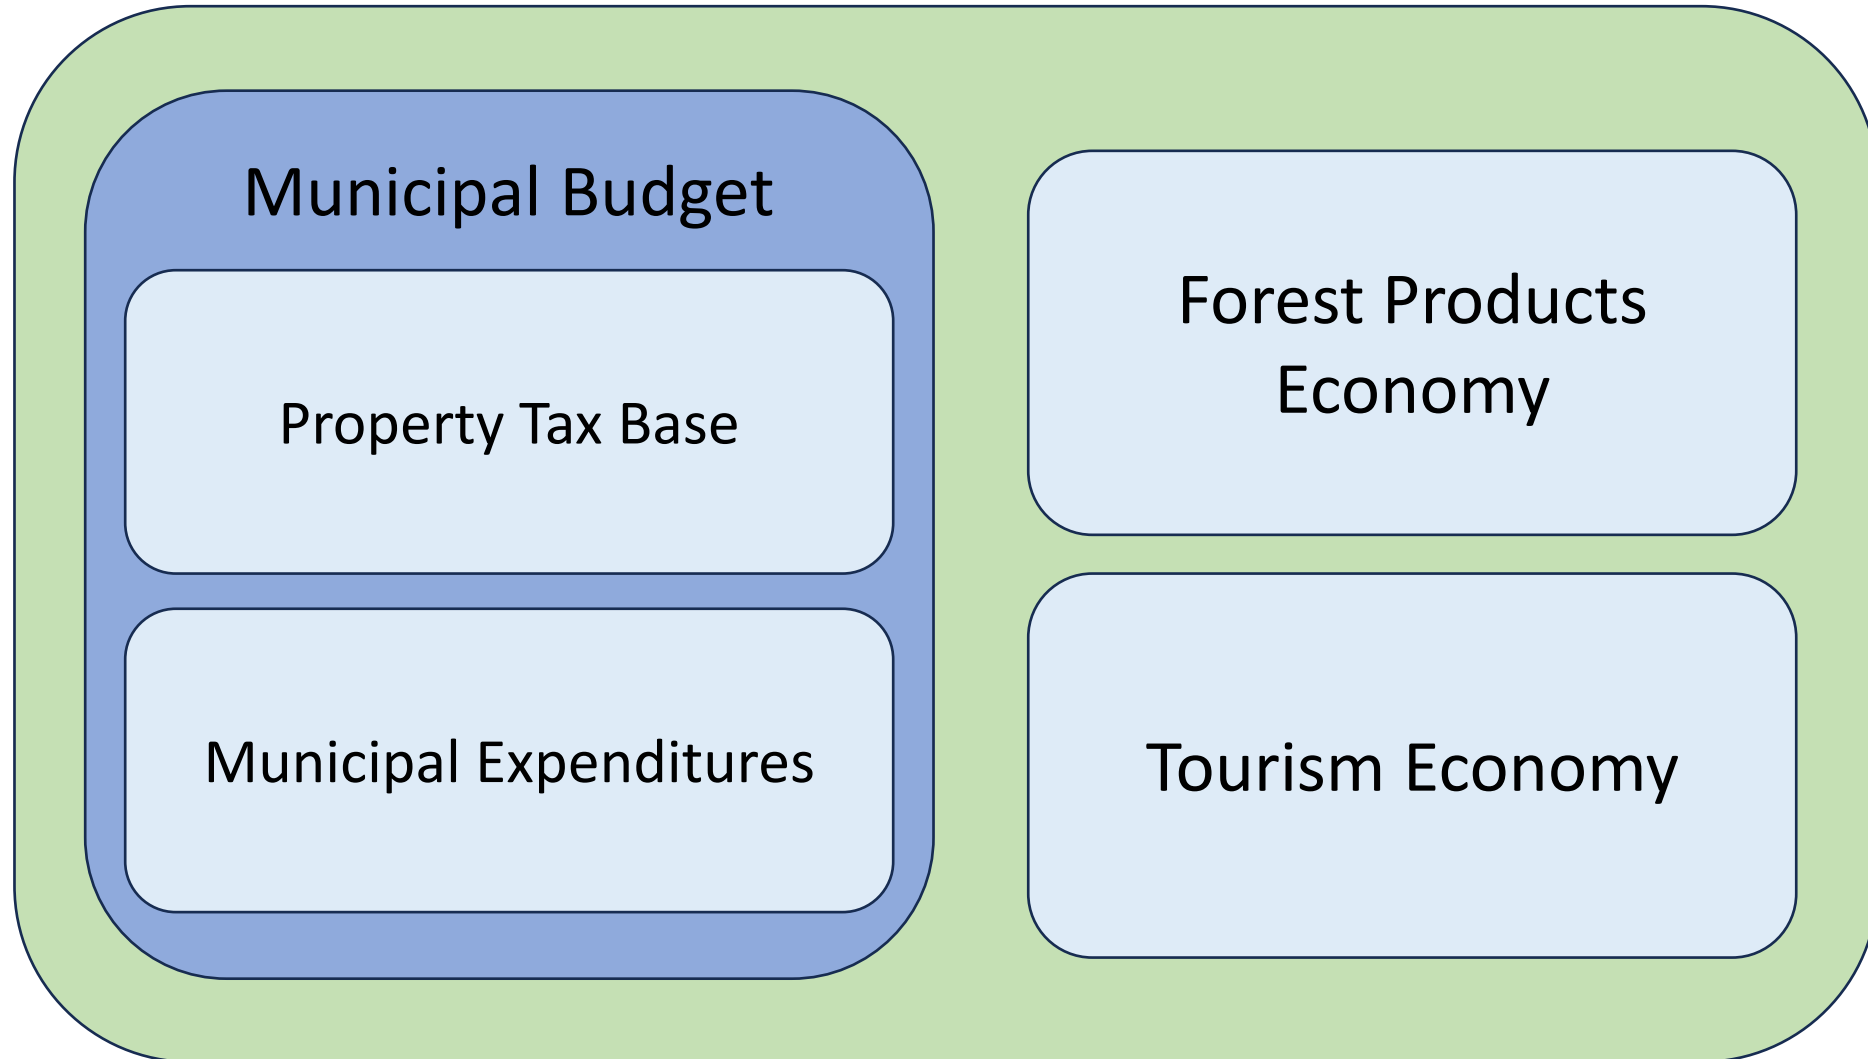 Municipal Budget
Property Tax Base
Municipal Expenditures
Forest Products
Economy
Tourism Economy